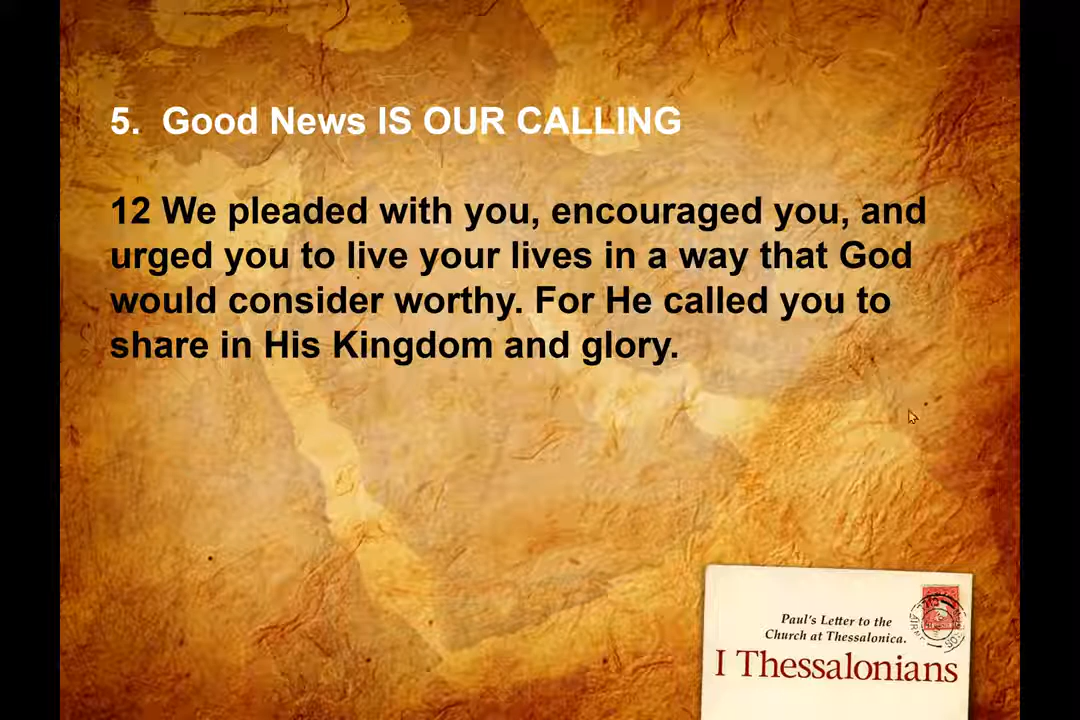 5. Good News IS OUR CALLING
12 We pleaded with you, encouraged you, and
urged you to live your lives in a way that God
would consider worthy. For He called you to
share in His Kingdom and glory.
Paul's Letter to the
Church at Thessalonica.
I Thessalonians